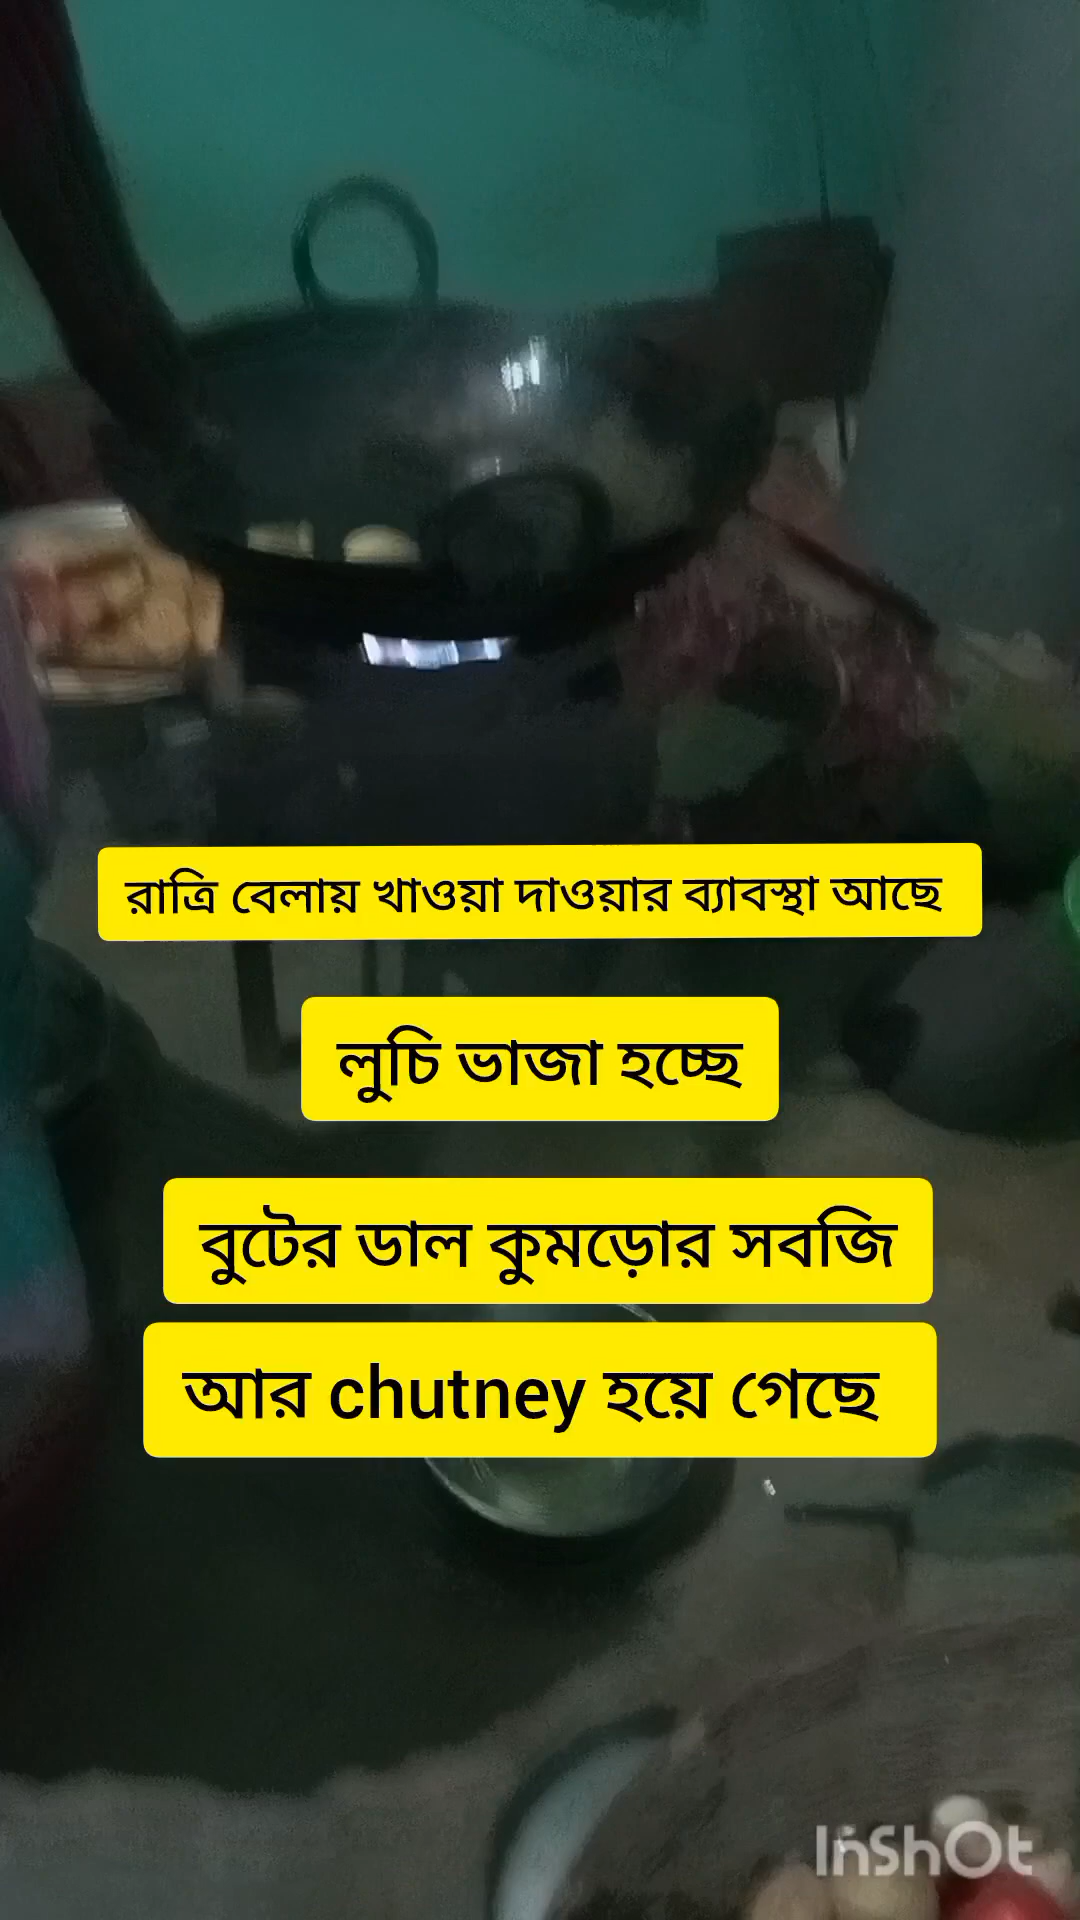 রাত্রি বেলায় খাওয়া দাওয়ার ব্যাবস্থা আছে
লুচি ভাজা হচ্ছে
বুটের ডাল কুমড়োর সবজি
আর chutney হয়ে গেছে
InShOt